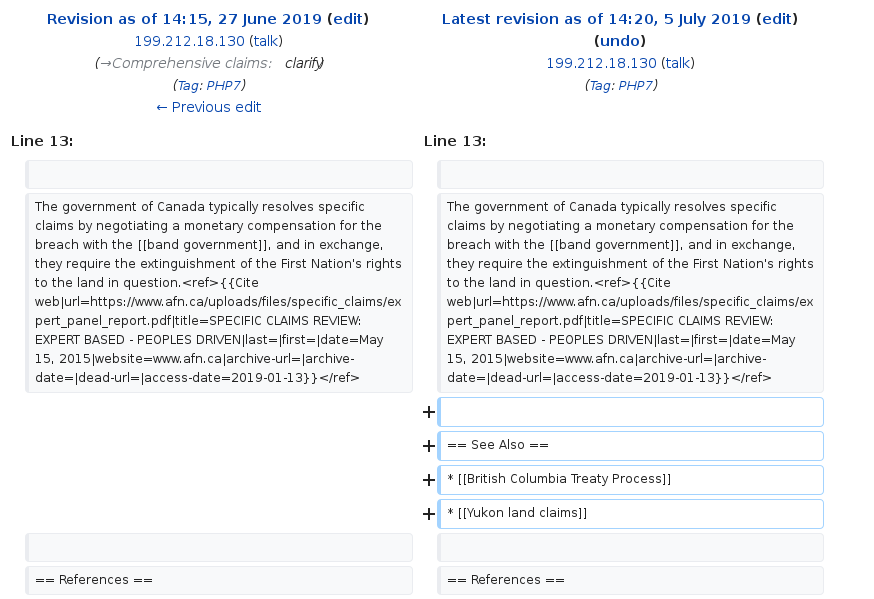 Revision as of 14:15, 27 June 2019 (edit)
199.212.18.130 (talk)
(→Comprehensive claims: clarify)
(Tag: PHP7)
← Previous edit
Latest revision as of 14:20, 5 July 2019 (edit)
(undo)
199.212.18.130 (talk)
(Tag: PHP7)
Line 13:
The government of Canada typically resolves specific
claims by negotiating a monetary compensation for the
breach with the [[band government]], and in exchange,
they require the extinguishment of the First Nation's rights
to the land in question.<ref>{{Cite
web|url=https://www.afn.ca/uploads/files/specific_claims/ex
pert_panel_report.pdf|title=SPECIFIC CLAIMS REVIEW:
EXPERT BASED - PEOPLES DRIVEN|last=|first=|date=May
15, 2015|website=www.afn.ca|archive-url=|archive-
date=|dead-url=|access-date=2019-01-13}}</ref>
== References ==
Line 13:
The government of Canada typically resolves specific
claims by negotiating a monetary compensation for the
breach with the [[band government]], and in exchange,
they require the extinguishment of the First Nation's rights
to the land in question.<ref>{{Cite
web|url=https://www.afn.ca/uploads/files/specific_claims/ex
pert_panel_report.pdf|title=SPECIFIC CLAIMS REVIEW:
EXPERT BASED - PEOPLES DRIVEN|last=|first=|date=May
15, 2015|website=www.afn.ca|archive-url=|archive-
date=|dead-url=|access-date=2019-01-13}}</ref>
+
+ == See Also ==
+ * [[British Columbia Treaty Process]]
+ * [[Yukon land claims]]
== References ==